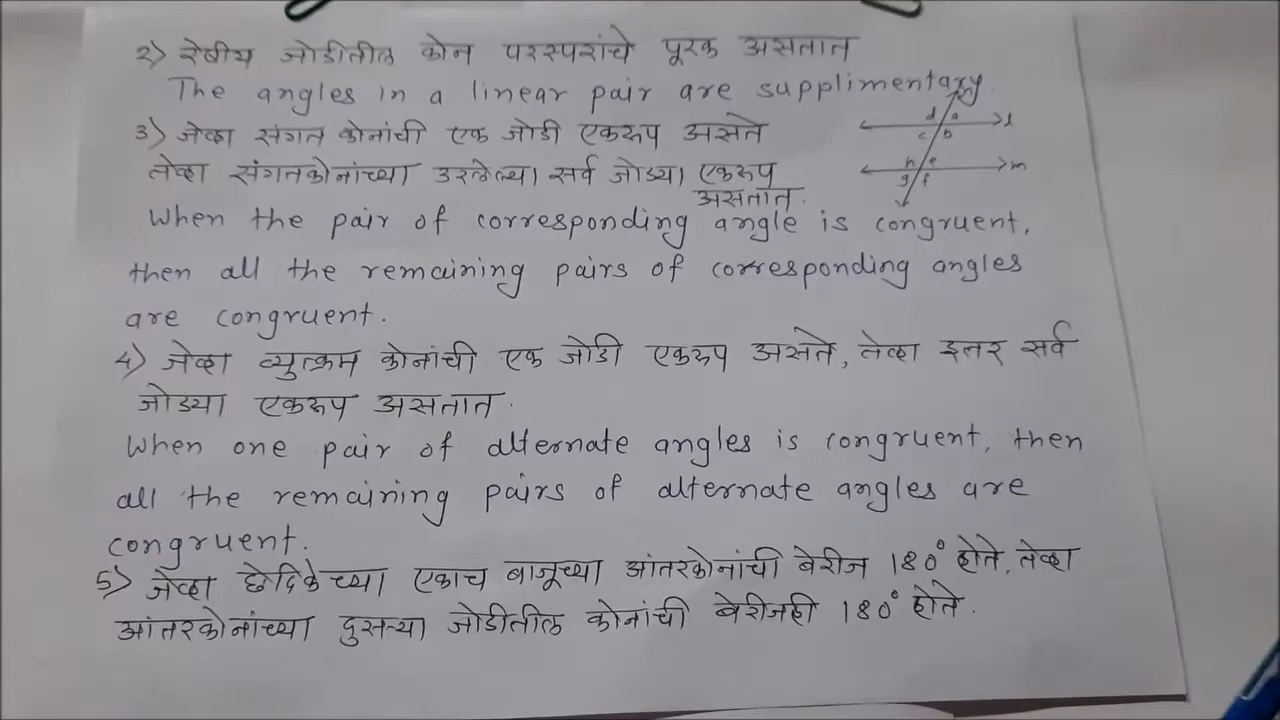 2) रेषीय जोडीतील कोन परस्परांचे पूरक असतात
The angles in a linear pair are supplimentary
3) जेव्हा संगत कोनांची एक जोडी एकरूप असते
तेव्हा संगतकोनांच्या उरलेल्या सर्व जोड्या एकरूप
असतात.
n
d a
l
c b
h e
m
g f
When the pair of corresponding angle is congruent,
then all the remaining pairs of corresponding angles
are congruent.
4) जेव्हा व्युत्क्रम कोनांची एक जोडी एकरूप असते, तेव्हा इतर सर्व
जोड्या एकरूप असतात.
When one pair of alternate angles is congruent, then
all the remaining pairs of alternate angles are
congruent.
5) जेव्हा छेदिकेच्या एकाच बाजूच्या आंतरकोनांची बेरीज 180° होते, तेव्हा
आंतरकोनांच्या दुसऱ्या जोडीतील कोनांची बेरीजही 180° होते.